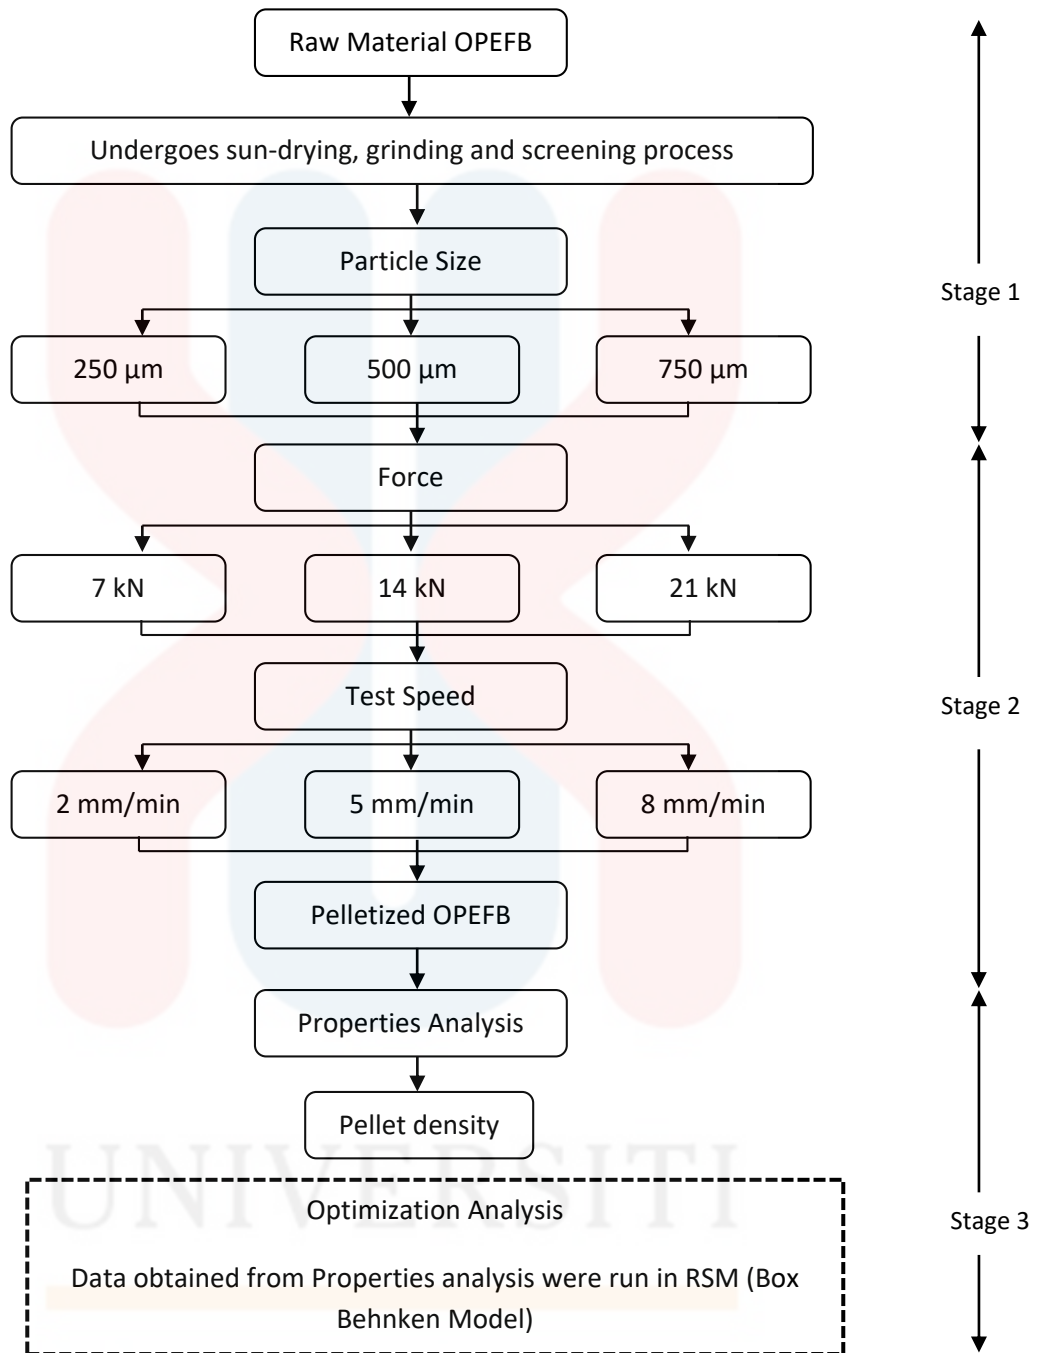 Raw Material OPEFB
Undergoes sun-drying, grinding and screening process
Particle Size
250 µm
500 µm
750 µm
Stage 1
Force
7 kN
14 kN
21 kN
Test Speed
2 mm/min
5 mm/min
8 mm/min
Stage 2
Pelletized OPEFB
Properties Analysis
Pellet density
UNIVERSITI
Optimization Analysis
Data obtained from Properties analysis were run in RSM (Box
Behnken Model)
Stage 3